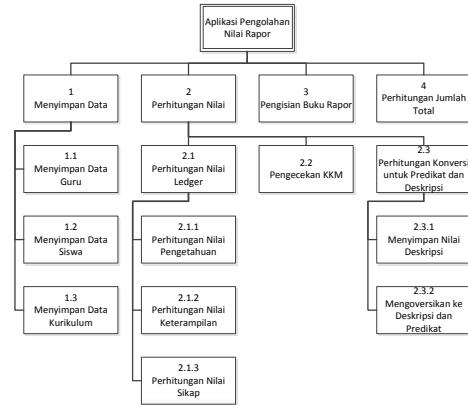 Aplikasi Pengolahan
Nilai Rapor
1
Menyimpan Data
2
Perhitungan Nilai
3
Pengisian Buku Rapor
4
Perhitungan Jumlah
Total
1.1
Menyimpan Data
Guru
2.1
Perhitungan Nilai
Ledger
2.2
Pengecekan KKM
2.3
Perhitungan Konversi
untuk Predikat dan
Deskripsi
1.2
Menyimpan Data
Siswa
2.1.1
Perhitungan Nilai
Pengetahuan
2.3.1
Menyimpan Nilai
Deskripsi
1.3
Menyimpan Data
Kurikulum
2.1.2
Perhitungan Nilai
Keterampilan
2.3.2
Mengoversikan ke
Deskripsi dan
Predikat
2.1.3
Perhitungan Nilai
Sikap